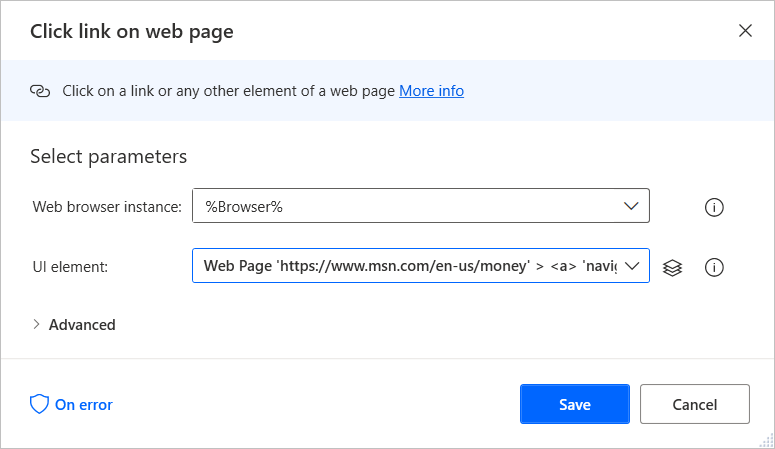 Click link on web page
Click on a link or any other element of a web page More info
Select parameters
Web browser instance: %Browser%
UI element: Web Page 'https://www.msn.com/en-us/money' > <a> 'navig
Advanced
On error Save Cancel